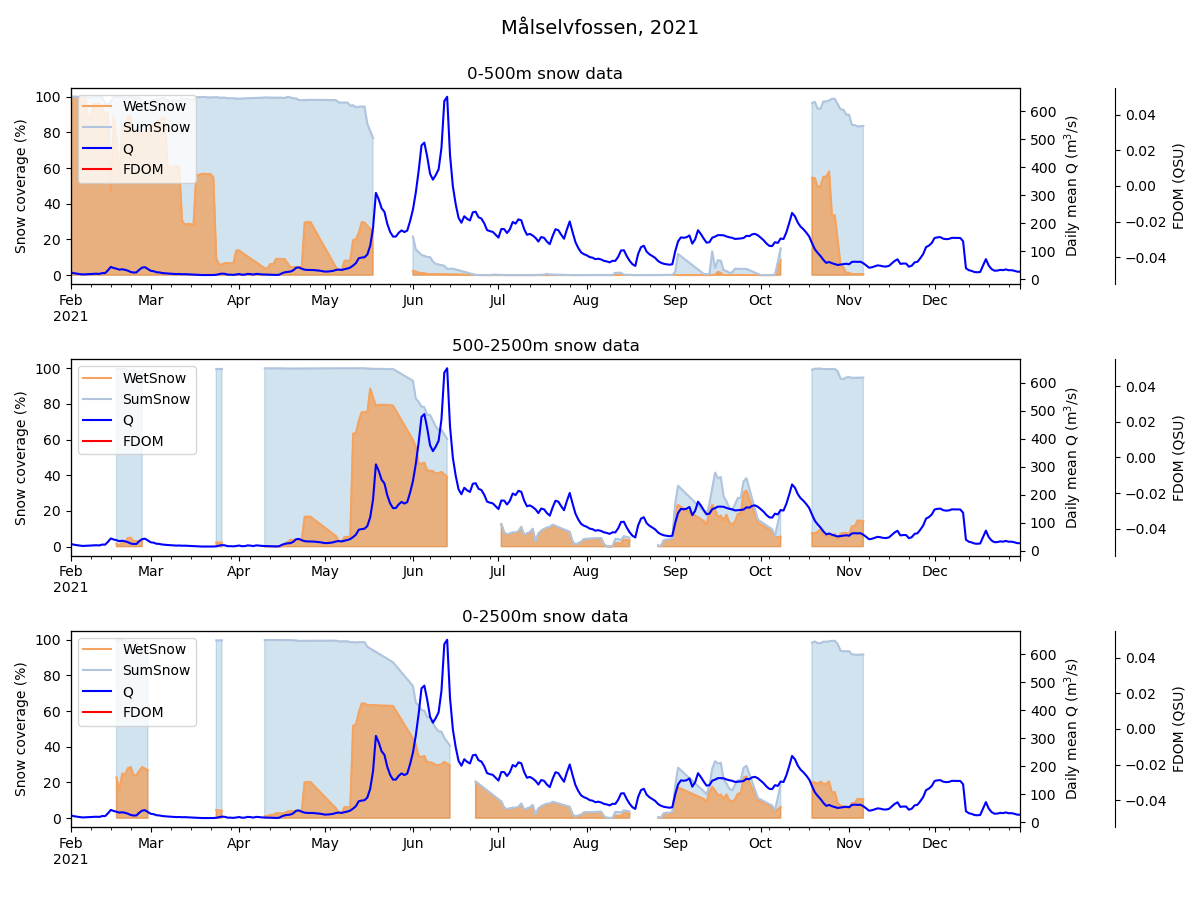 Målselvfossen, 2021
0-500m snow data
100
80
60
40
20
0
Snow coverage (%)
WetSnow
SumSnow
Q
FDOM
600
500
400
300
200
100
0
Daily mean Q (m³/s)
0.04
0.02
0.00
−0.02
−0.04
FDOM (QSU)
Feb Mar Apr May Jun Jul Aug Sep Oct Nov Dec
2021
500-2500m snow data
100
80
60
40
20
0
Snow coverage (%)
WetSnow
SumSnow
Q
FDOM
600
500
400
300
200
100
0
Daily mean Q (m³/s)
0.04
0.02
0.00
−0.02
−0.04
FDOM (QSU)
Feb Mar Apr May Jun Jul Aug Sep Oct Nov Dec
2021
0-2500m snow data
100
80
60
40
20
0
Snow coverage (%)
WetSnow
SumSnow
Q
FDOM
600
500
400
300
200
100
0
Daily mean Q (m³/s)
0.04
0.02
0.00
−0.02
−0.04
FDOM (QSU)
Feb Mar Apr May Jun Jul Aug Sep Oct Nov Dec
2021